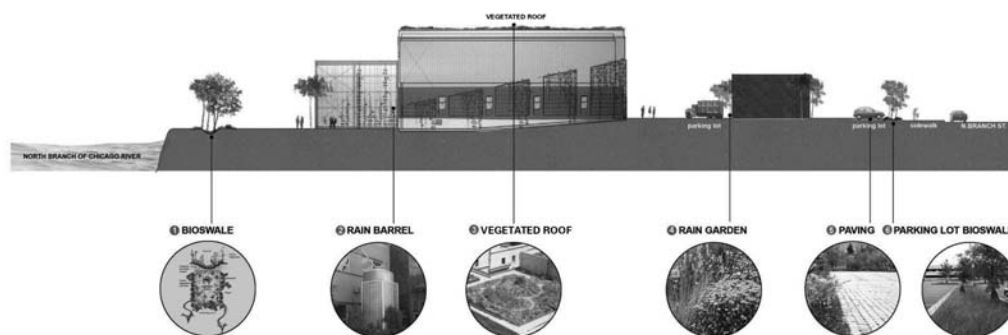 VEGETATED ROOF
parking lot
parking lot
sidewalk
N.BRANCH ST
NORTH BRANCH OF CHICAGO RIVER
1 BIOSWALE
2 RAIN BARREL
3 VEGETATED ROOF
4 RAIN GARDEN
5 PAVING
6 PARKING LOT BIOSWAL